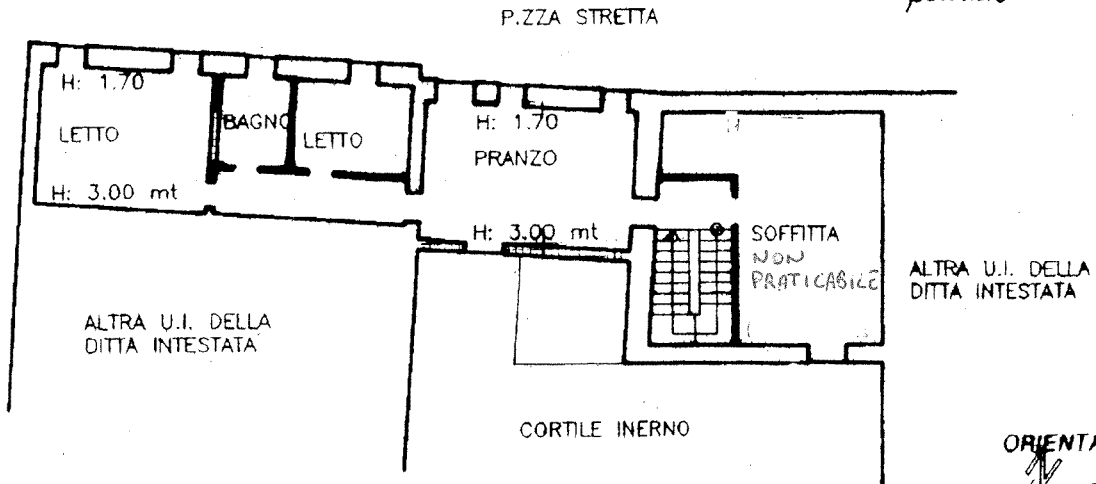 P.ZZA STRETTA
H: 1.70
LETTO
H: 3.00 mt
BAGNO
LETTO
H: 1.70
PRANZO
H: 3.00 mt
SOFFITTA
NON
PRATICABILE
ALTRA U.I. DELLA
DITTA INTESTATA
ALTRA U.I. DELLA
DITTA INTESTATA
CORTILE INERNO
ORIENTA